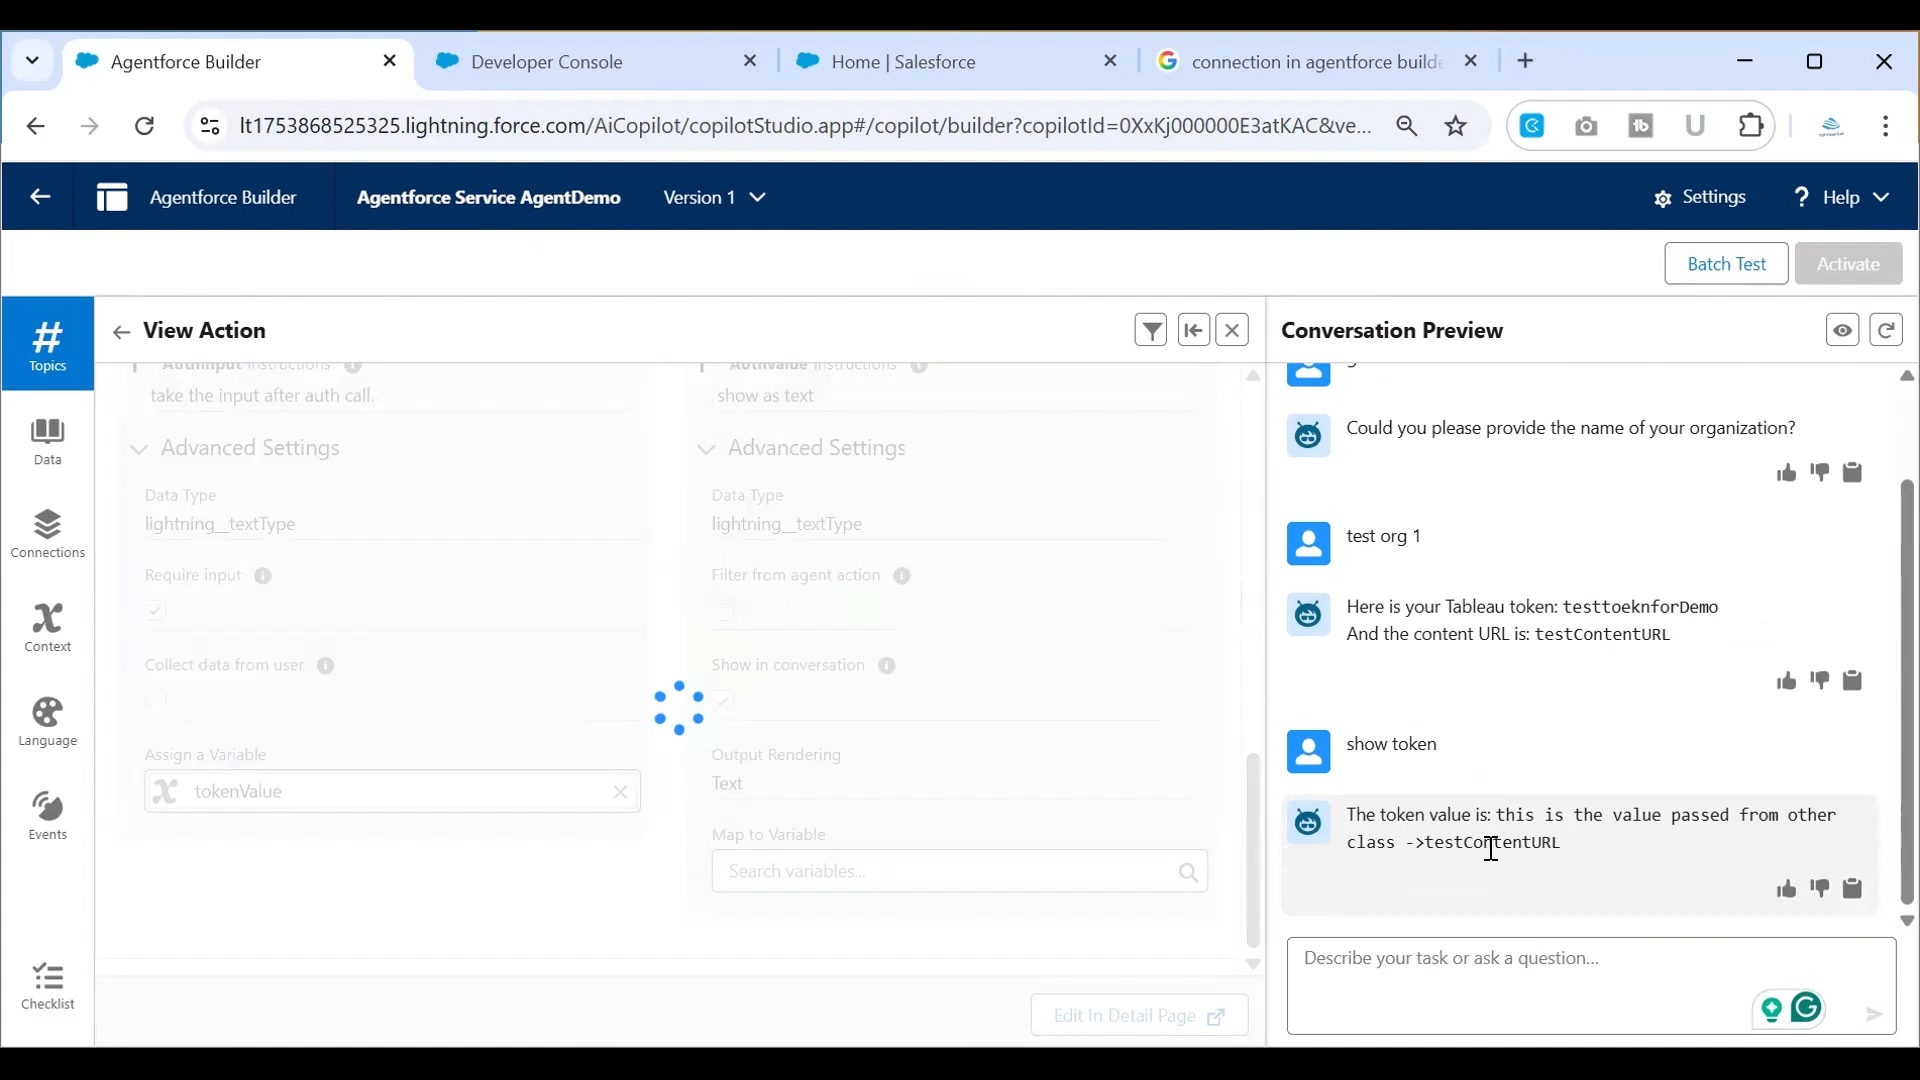 Agentforce Builder
Developer Console
Home | Salesforce
connection in agentforce builde
lt1753868525325.lightning.force.com/AiCopilot/copilotStudio.app#/copilot/builder?copilotId=0XxKj000000E3atKAC&ve...
Agentforce Builder
Agentforce Service AgentDemo
Version 1
Settings
? Help
Batch Test
Activate
Topics
Data
Connections
Context
Language
Events
Checklist
View Action
AuthInput Instructions
take the input after auth call.
Advanced Settings
Data Type
lightning__textType
Require input
Collect data from user
Assign a Variable
tokenValue
AuthValue Instructions
show as text
Advanced Settings
Data Type
lightning__textType
Filter from agent action
Show in conversation
Output Rendering
Text
Map to Variable
Search variables...
Edit In Detail Page
Conversation Preview
Could you please provide the name of your organization?
test org 1
Here is your Tableau token: testtoeknforDemo
And the content URL is: testContentURL
show token
The token value is: this is the value passed from other
class ->testContentURL
Describe your task or ask a question...